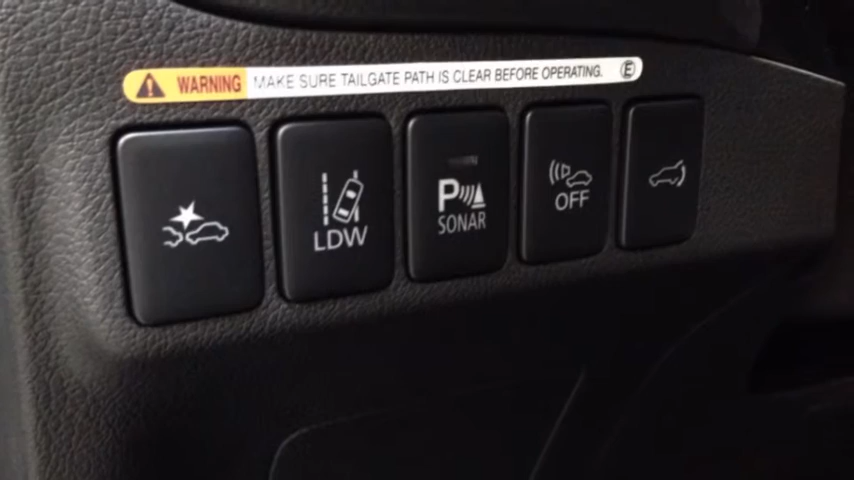 WARNING MAKE SURE TAILGATE PATH IS CLEAR BEFORE OPERATING. E
LDW
P
SONAR
OFF